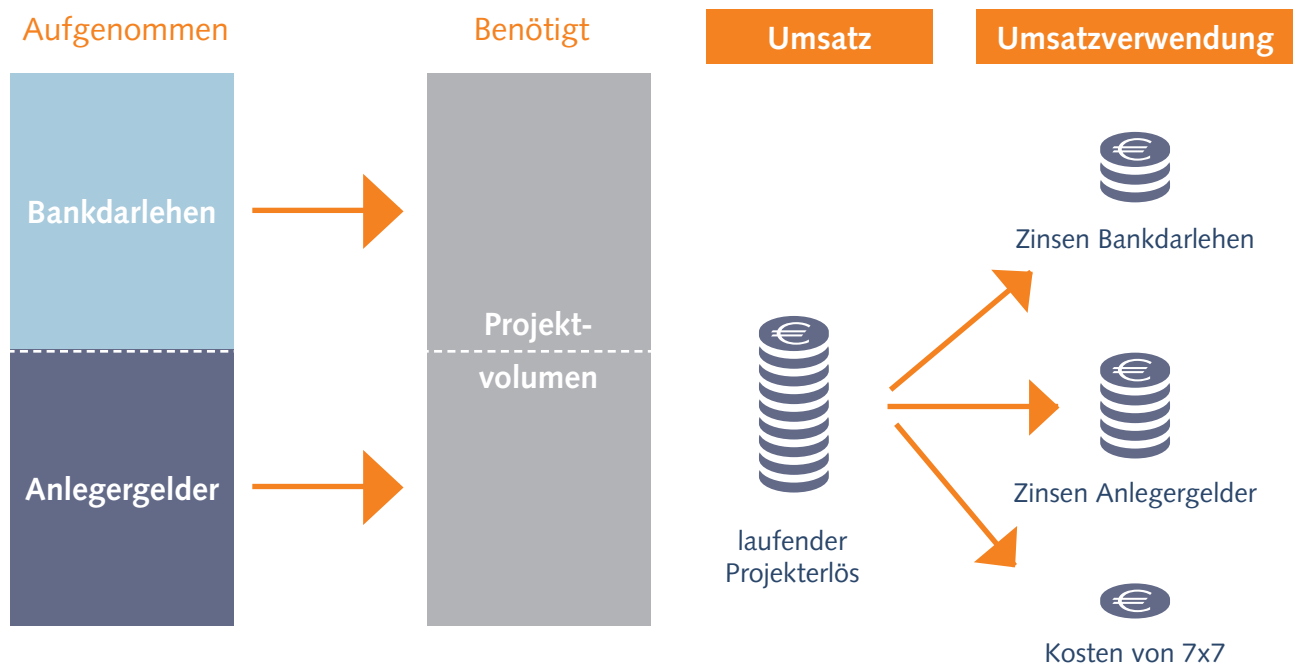 Aufgenommen
Benötigt
Umsatz
Umsatzverwendung
Bankdarlehen
Anlegergelder
Projekt-
volumen
€
laufender
Projekterlös
€
Zinsen Bankdarlehen
€
Zinsen Anlegergelder
€
Kosten von 7x7